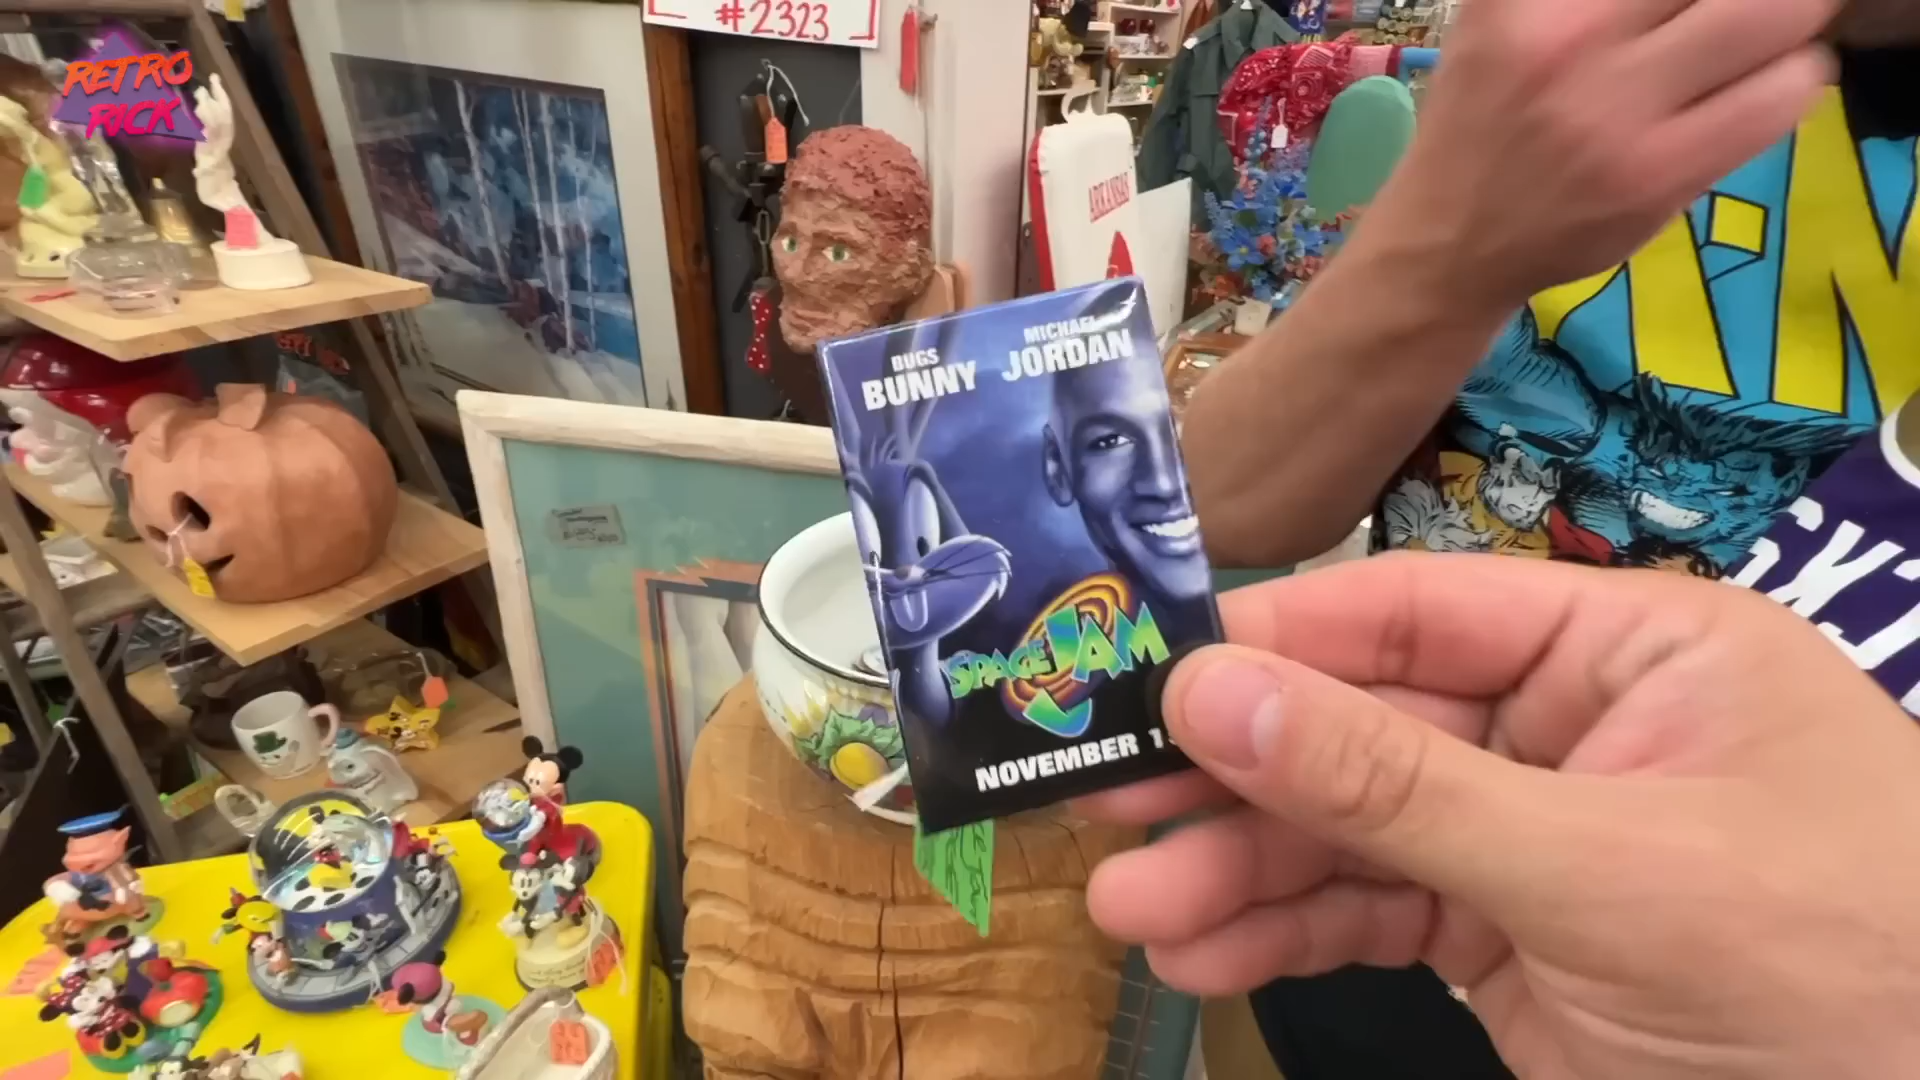 #2323
RETRO
RICK
ARKANSAS
BUGS
BUNNY
MICHAEL
JORDAN
SPACE JAM
NOVEMBER 1